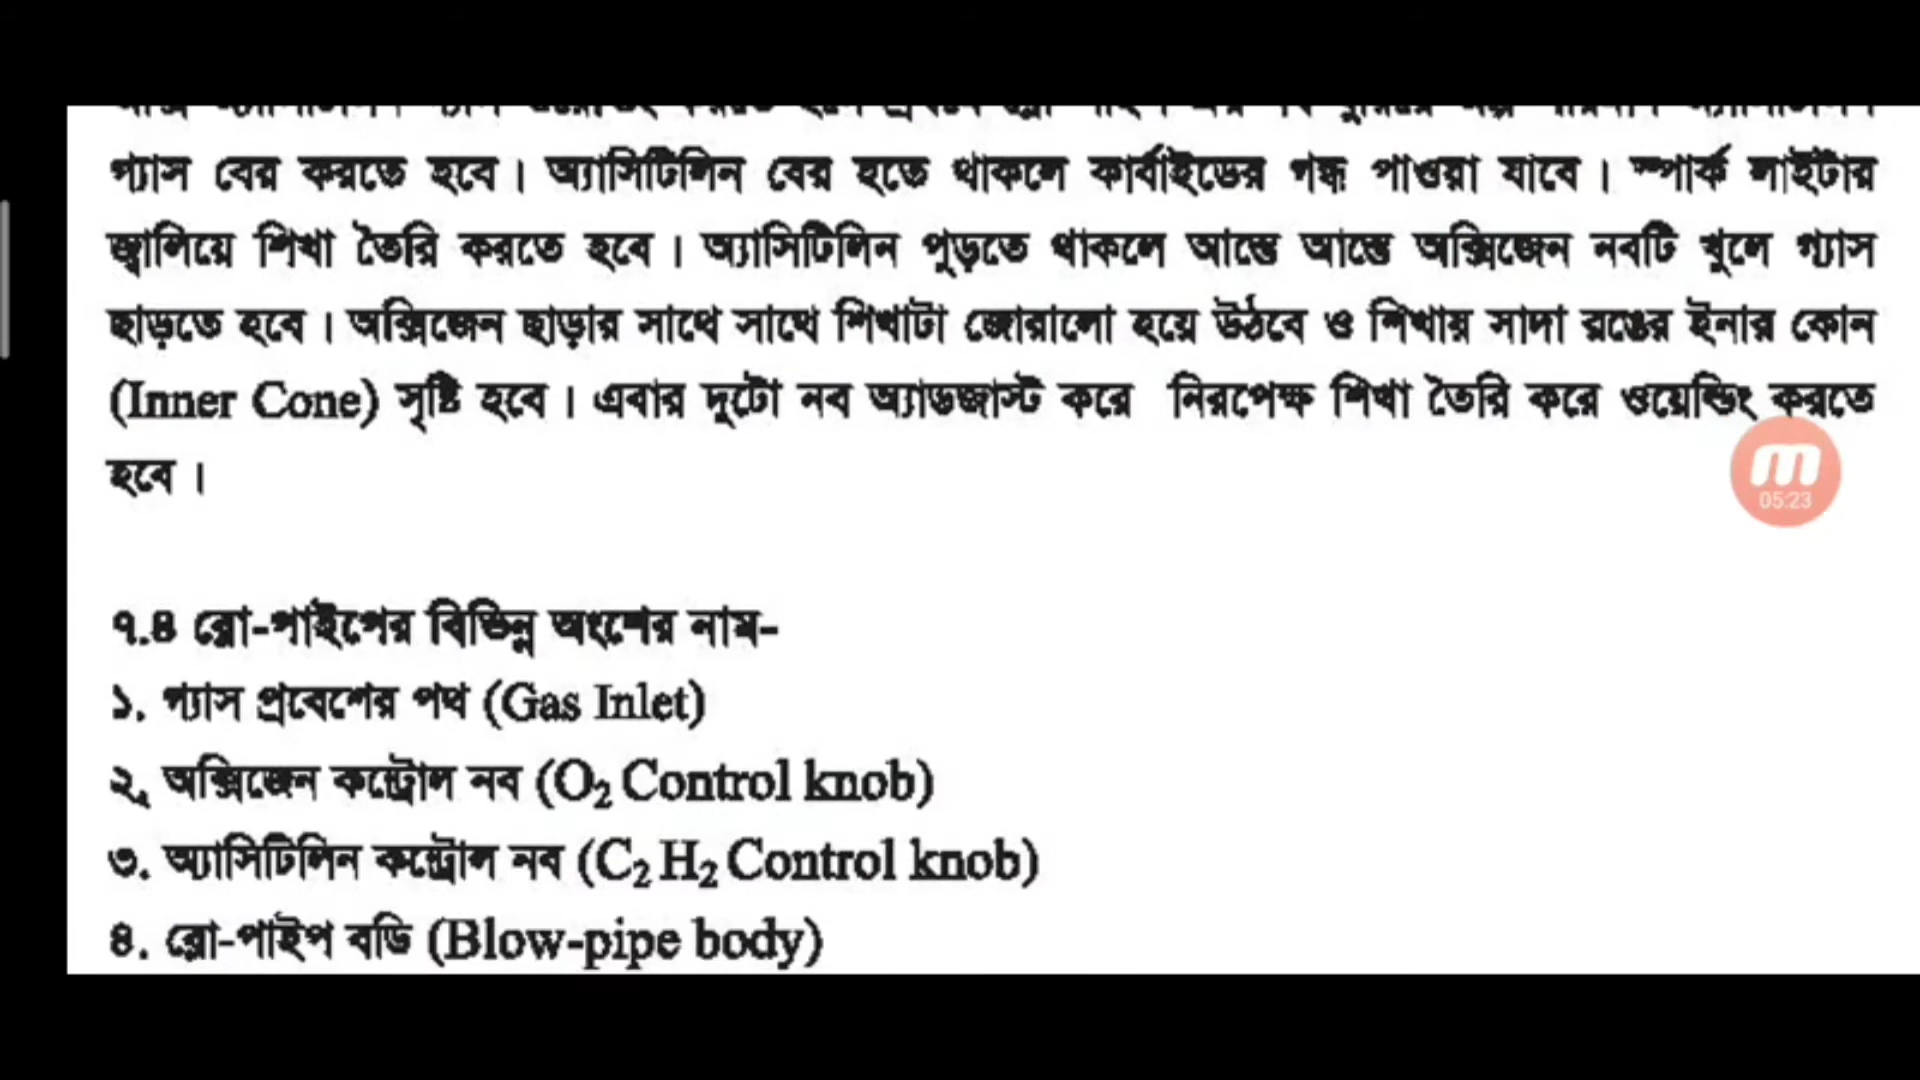 গ্যাস বের করতে হবে। অ্যাসিটিলিন বের হতে থাকলে কার্বাইডের গন্ধ পাওয়া যাবে। স্পার্ক লাইটার
জ্বালিয়ে শিখা তৈরি করতে হবে। অ্যাসিটিলিন পুড়তে থাকলে আস্তে আস্তে অক্সিজেন নবটি খুলে গ্যাস
ছাড়তে হবে। অক্সিজেন ছাড়ার সাথে সাথে শিখাটা জোরালো হয়ে উঠবে ও শিখায় সাদা রঙের ইনার কোন
(Inner Cone) সৃষ্টি হবে। এবার দুটো নব অ্যাডজাস্ট করে নিরপেক্ষ শিখা তৈরি করে ওয়েল্ডিং করতে
হবে।
05:23
৭.৪ ব্লো-পাইপের বিভিন্ন অংশের নাম-
১. গ্যাস প্রবেশের পথ (Gas Inlet)
২. অক্সিজেন কন্ট্রোল নব (O₂ Control knob)
৩. অ্যাসিটিলিন কন্ট্রোল নব (C₂ H₂ Control knob)
৪. ব্লো-পাইপ বডি (Blow-pipe body)